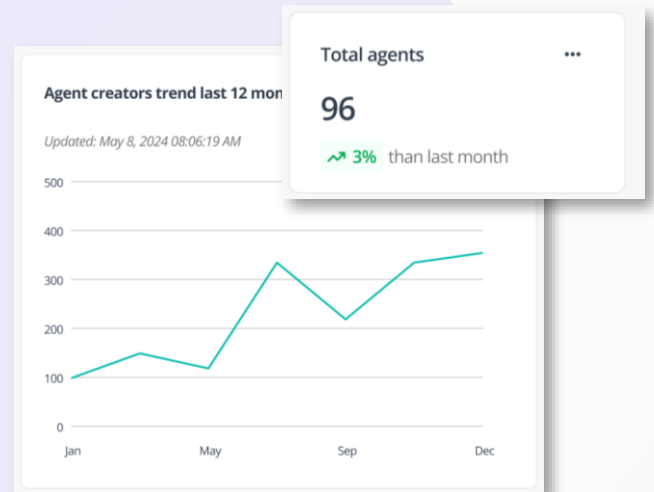 Total agents
96
3% than last month
Agent creators trend last 12 mon
Updated: May 8, 2024 08:06:19 AM
500
400
300
200
100
0
Jan May Sep Dec